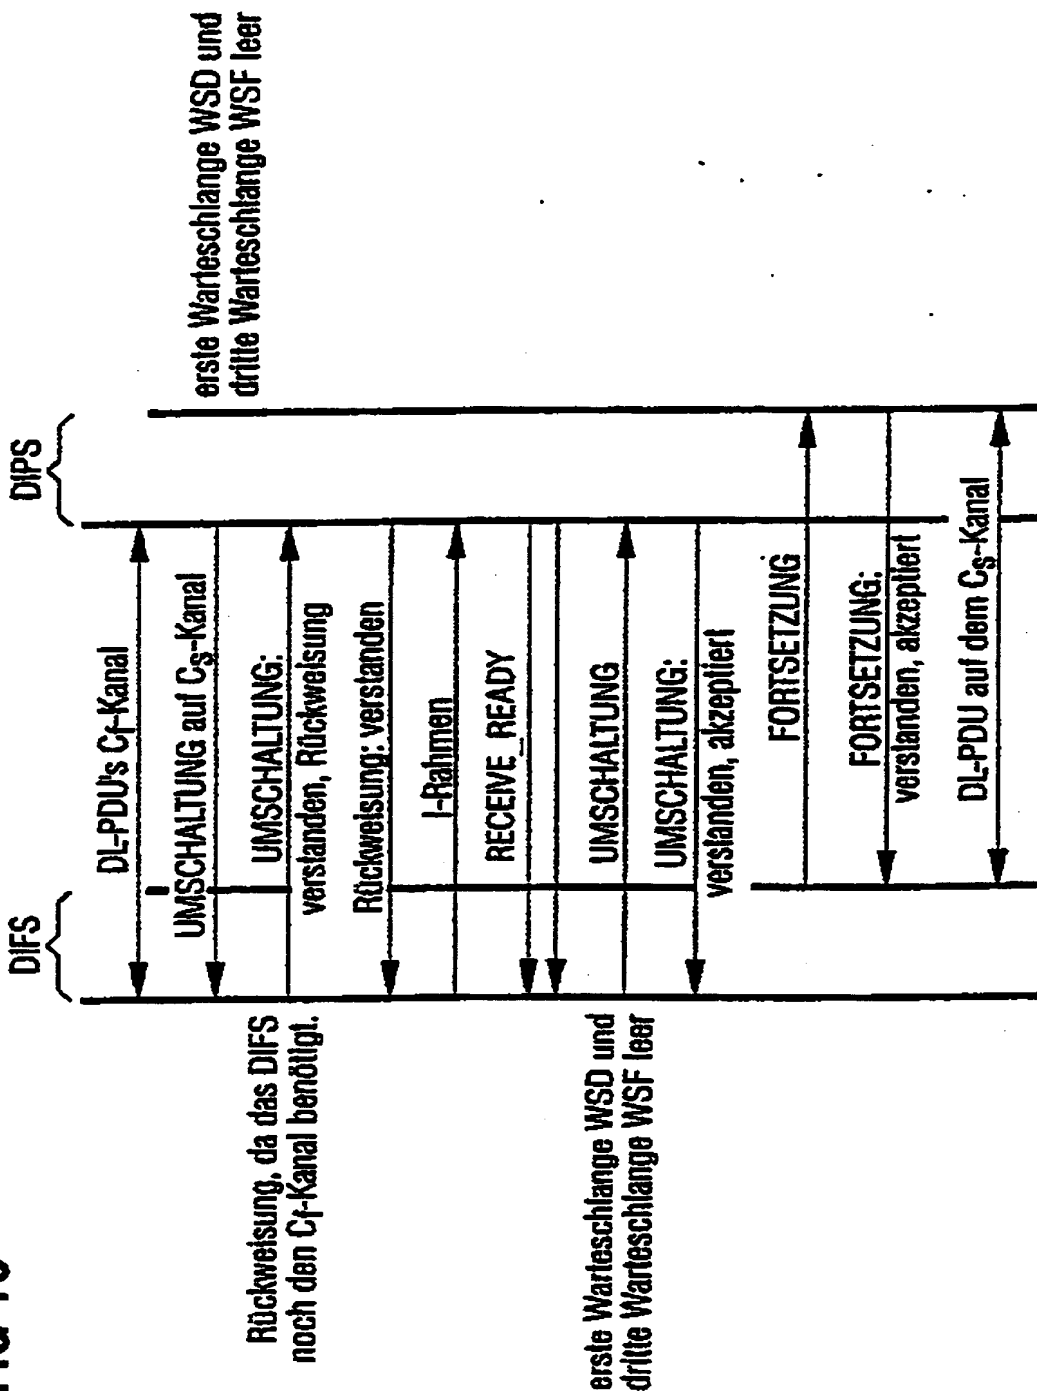 DIFS
DIPS
DL-PDU's Cf-Kanal
UMSCHALTUNG auf Cs-Kanal
erste Warteschlange WSD und
dritte Warteschlange WSF leer
UMSCHALTUNG:
verstanden, Rückweisung
Rückweisung, da das DIFS
noch den Cf-Kanal benötigt.
Rückweisung: verstanden
I-Rahmen
RECEIVE_READY
UMSCHALTUNG
erste Warteschlange WSD und
dritte Warteschlange WSF leer
UMSCHALTUNG:
verstanden, akzeptiert
FORTSETZUNG
FORTSETZUNG:
verstanden, akzeptiert
DL-PDU auf dem Cs-Kanal